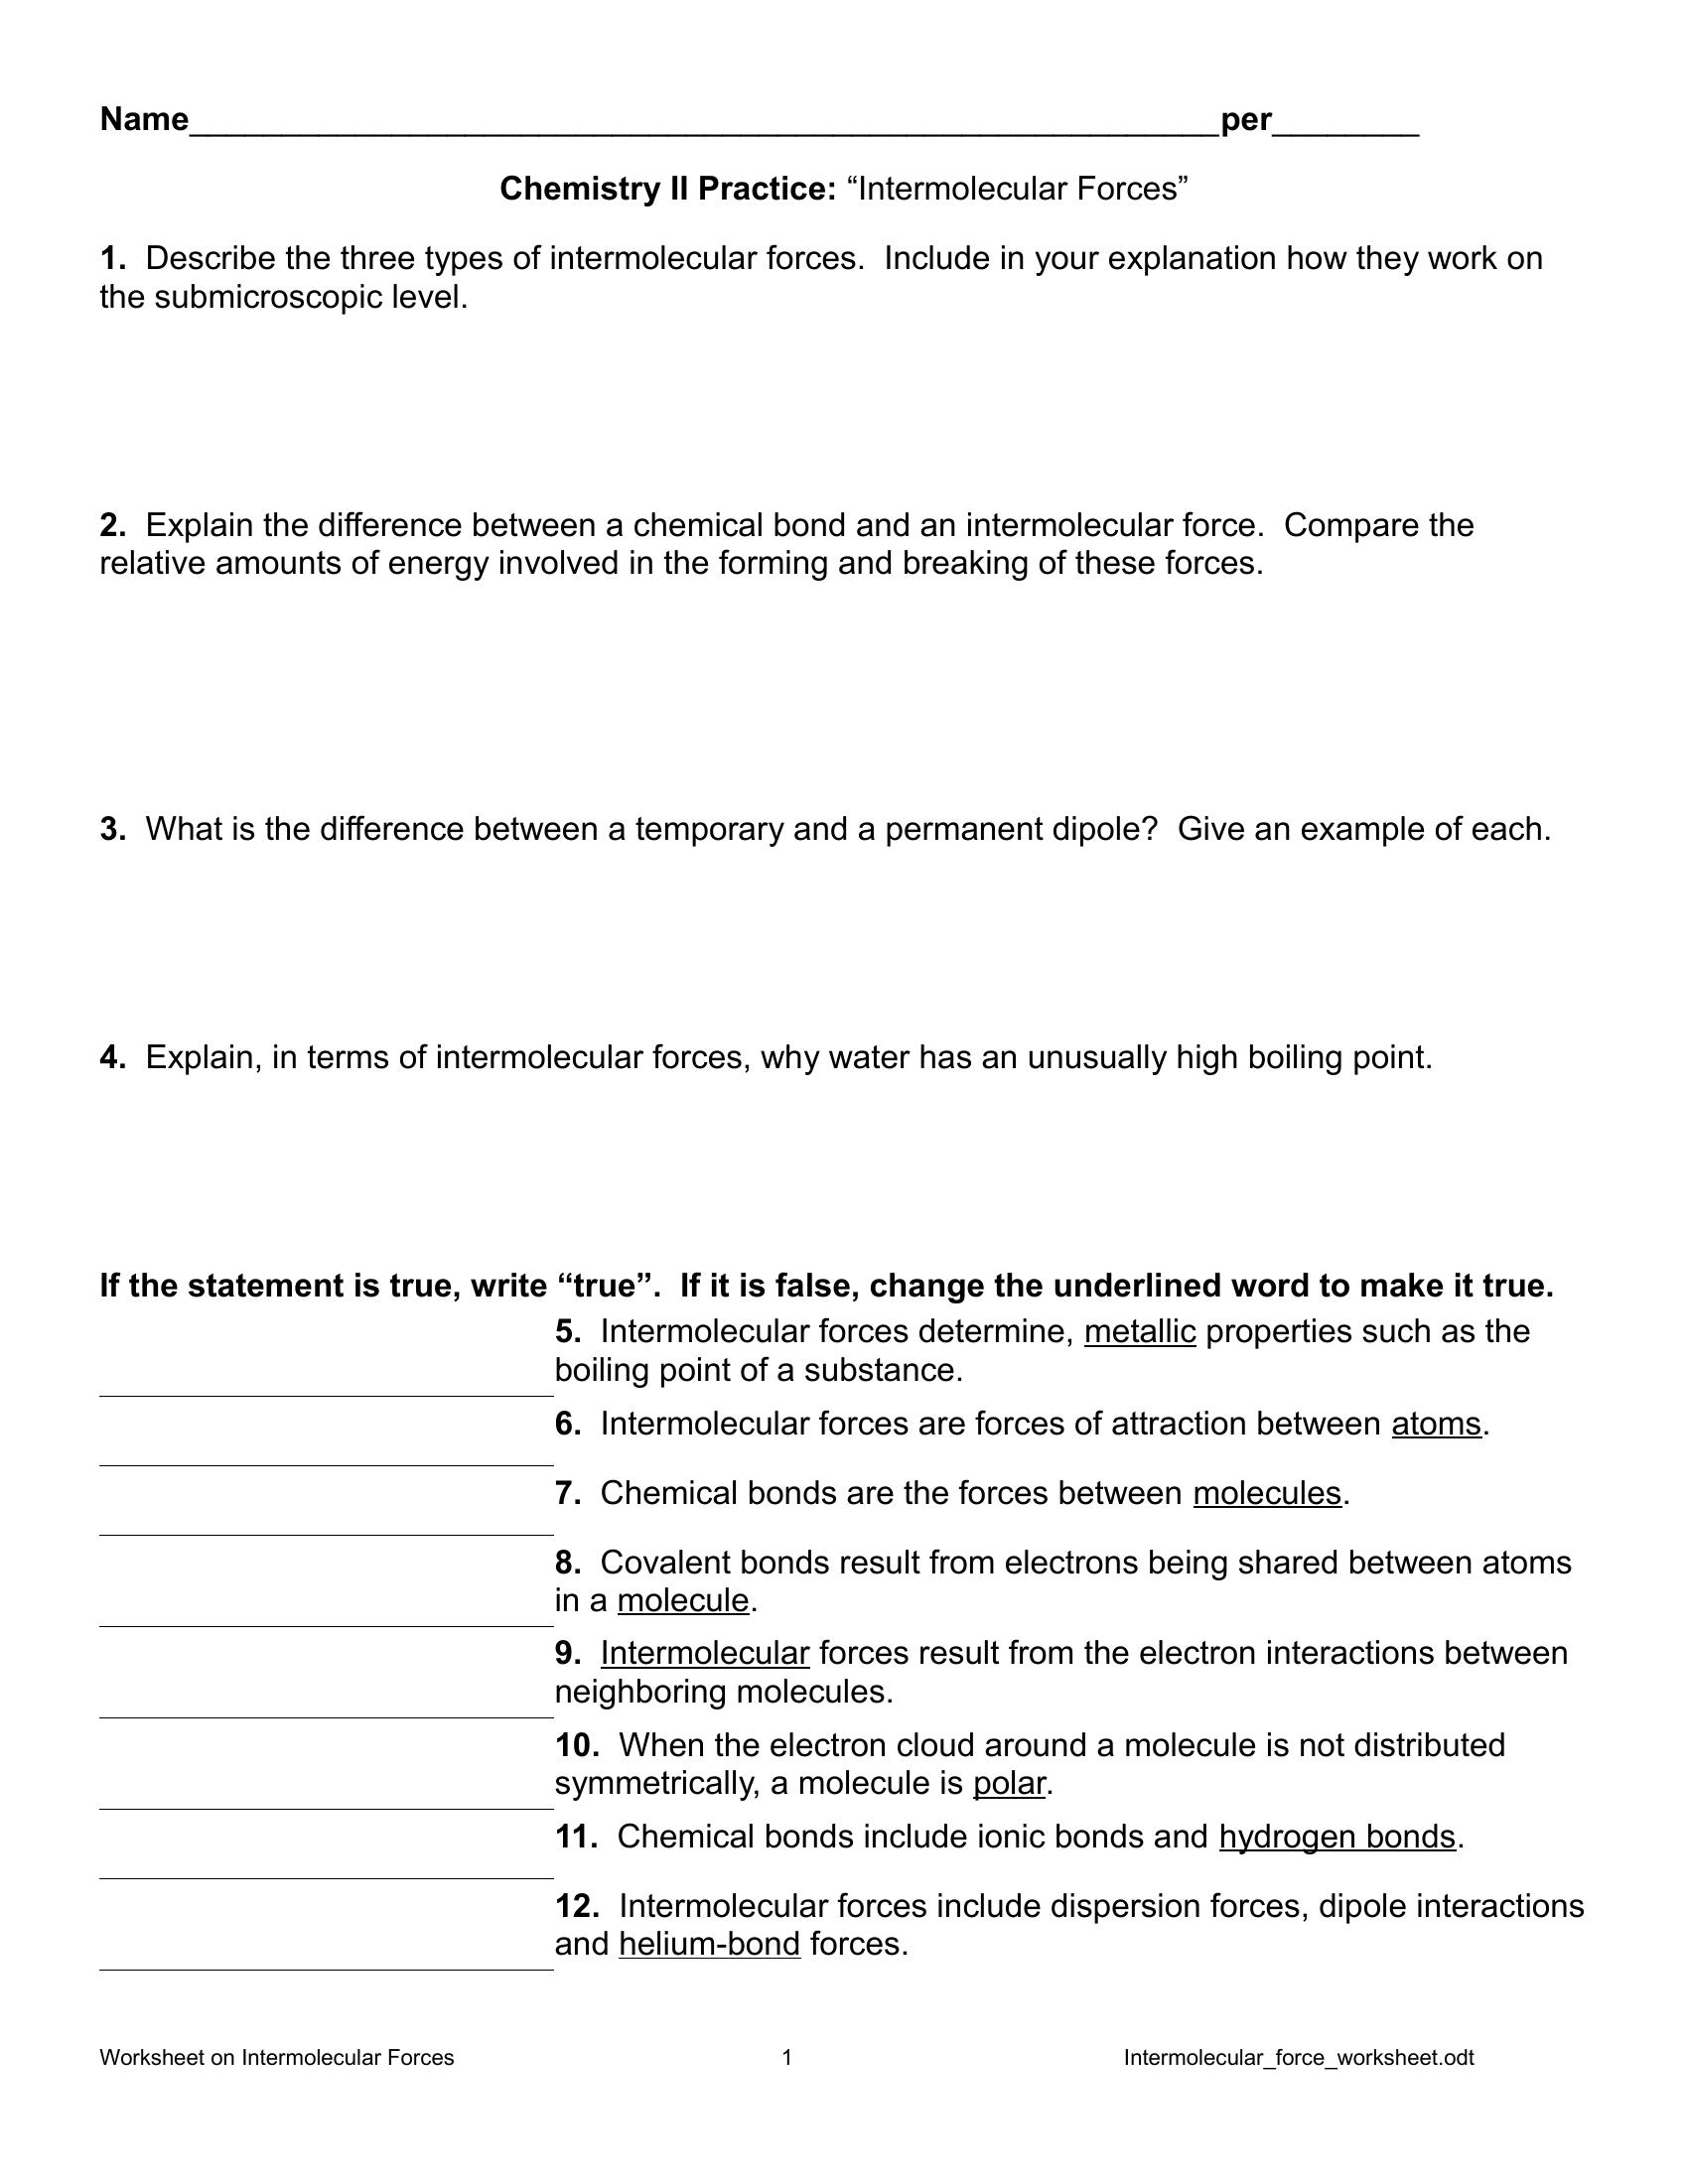 Name________________________________________________________per________
Chemistry II Practice: “Intermolecular Forces”
1. Describe the three types of intermolecular forces. Include in your explanation how they work on
the submicroscopic level.
2. Explain the difference between a chemical bond and an intermolecular force. Compare the
relative amounts of energy involved in the forming and breaking of these forces.
3. What is the difference between a temporary and a permanent dipole? Give an example of each.
4. Explain, in terms of intermolecular forces, why water has an unusually high boiling point.
If the statement is true, write “true”. If it is false, change the underlined word to make it true.
5. Intermolecular forces determine, metallic properties such as the
boiling point of a substance.
6. Intermolecular forces are forces of attraction between atoms.
7. Chemical bonds are the forces between molecules.
8. Covalent bonds result from electrons being shared between atoms
in a molecule.
9. Intermolecular forces result from the electron interactions between
neighboring molecules.
10. When the electron cloud around a molecule is not distributed
symmetrically, a molecule is polar.
11. Chemical bonds include ionic bonds and hydrogen bonds.
12. Intermolecular forces include dispersion forces, dipole interactions
and helium-bond forces.
Worksheet on Intermolecular Forces 1 Intermolecular_force_worksheet.odt